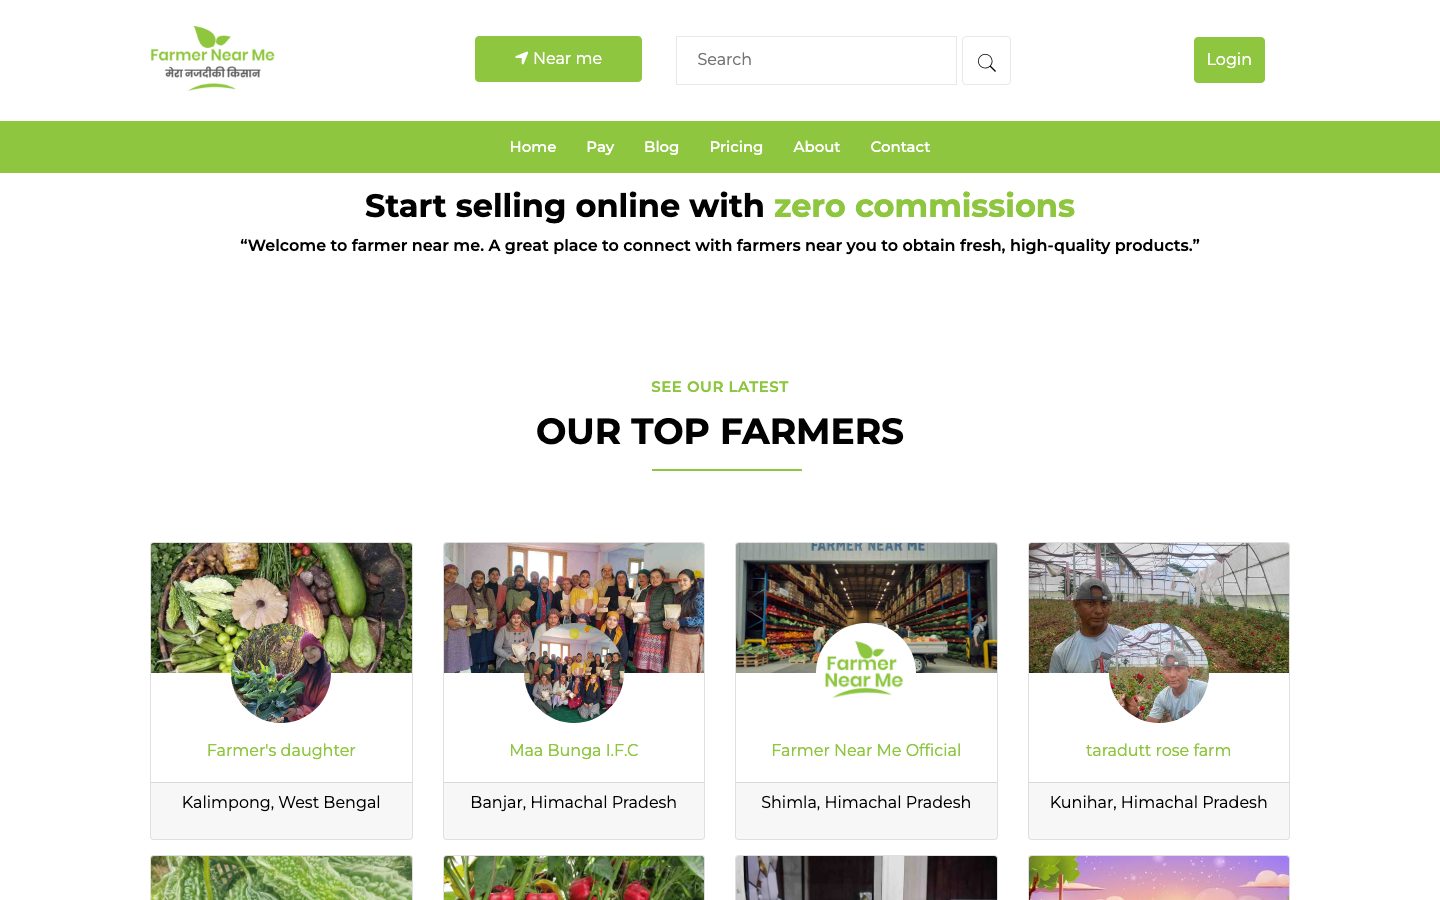 Farmer Near Me
मेरा नजदीकी किसान
Near me
Search
Login
Home Pay Blog Pricing About Contact
Start selling online with zero commissions
“Welcome to farmer near me. A great place to connect with farmers near you to obtain fresh, high-quality products.”
SEE OUR LATEST
OUR TOP FARMERS
FARMER NEAR ME
Farmer
Near Me
Farmer's daughter
Maa Bunga I.F.C
Farmer Near Me Official
taradutt rose farm
Kalimpong, West Bengal
Banjar, Himachal Pradesh
Shimla, Himachal Pradesh
Kunihar, Himachal Pradesh